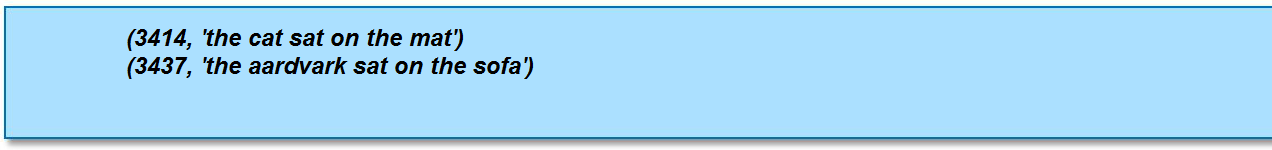 (3414, 'the cat sat on the mat')
(3437, 'the aardvark sat on the sofa')